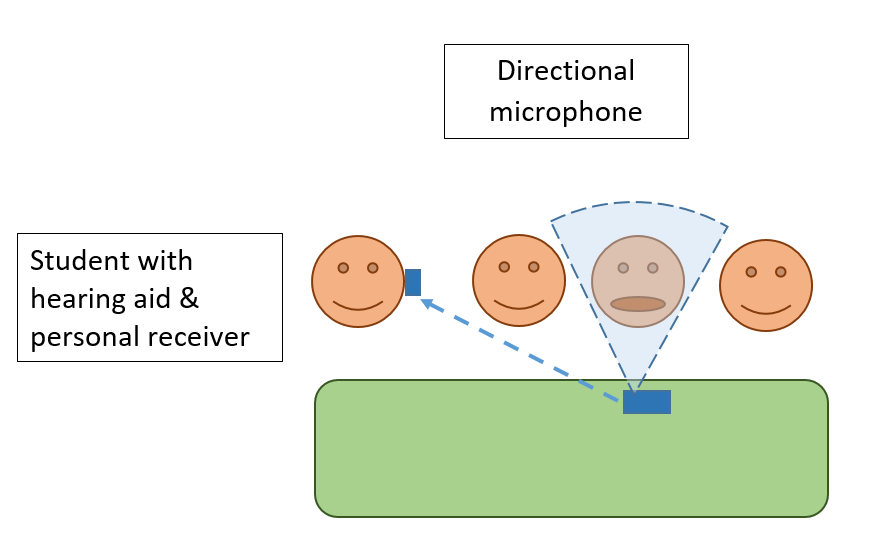 Directional
microphone
Student with
hearing aid &
personal receiver